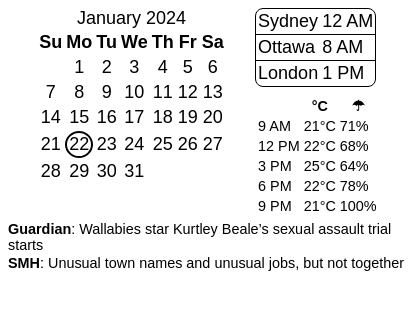 January 2024
Su Mo Tu We Th Fr Sa
1 2 3 4 5 6
7 8 9 10 11 12 13
14 15 16 17 18 19 20
21 22 23 24 25 26 27
28 29 30 31
Sydney 12 AM
Ottawa 8 AM
London 1 PM
°C ☂
9 AM 21°C 71%
12 PM 22°C 68%
3 PM 25°C 64%
6 PM 22°C 78%
9 PM 21°C 100%
Guardian: Wallabies star Kurtley Beale’s sexual assault trial
starts
SMH: Unusual town names and unusual jobs, but not together